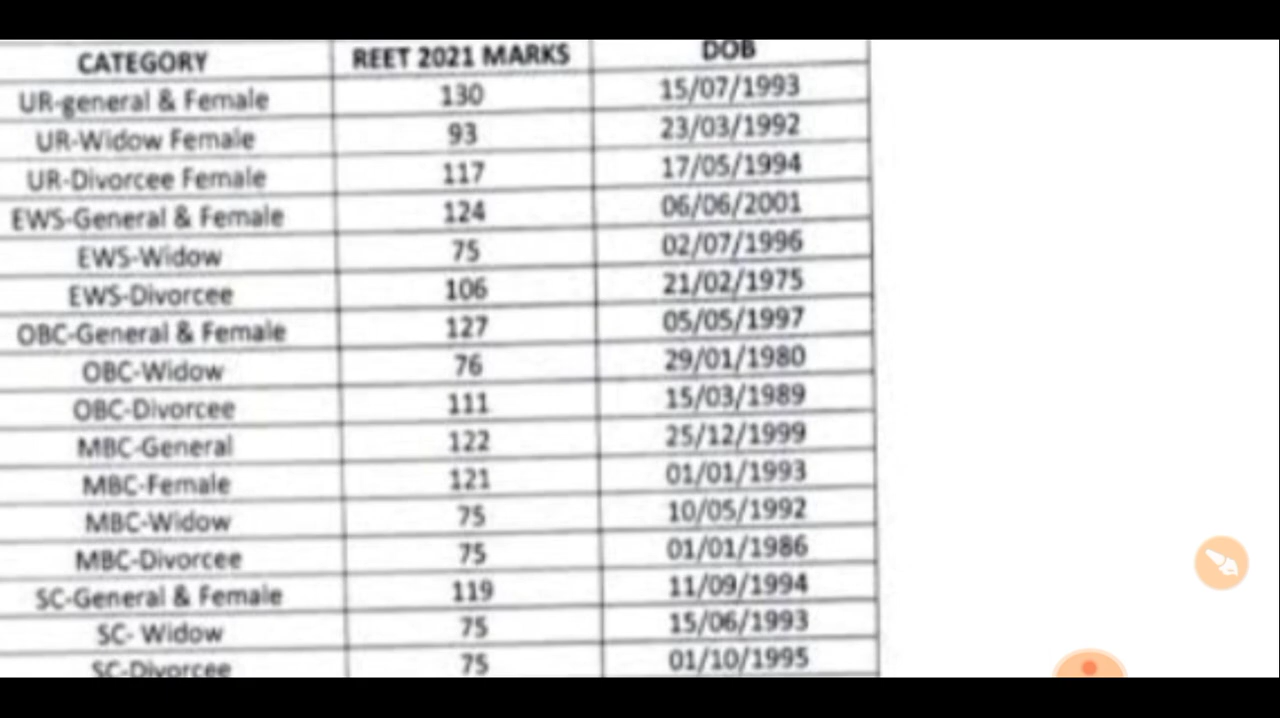 CATEGORY REET 2021 MARKS DOB
UR-general & Female 130 15/07/1993
UR-Widow Female 93 23/03/1992
UR-Divorcee Female 117 17/05/1994
EWS-General & Female 124 06/06/2001
EWS-Widow 75 02/07/1996
EWS-Divorcee 106 21/02/1975
OBC-General & Female 127 05/05/1997
OBC-Widow 76 29/01/1980
OBC-Divorcee 111 15/03/1989
MBC-General 122 25/12/1999
MBC-Female 121 01/01/1993
MBC-Widow 75 10/05/1992
MBC-Divorcee 75 01/01/1986
SC-General & Female 119 11/09/1994
SC- Widow 75 15/06/1993
SC-Divorcee 75 01/10/1995